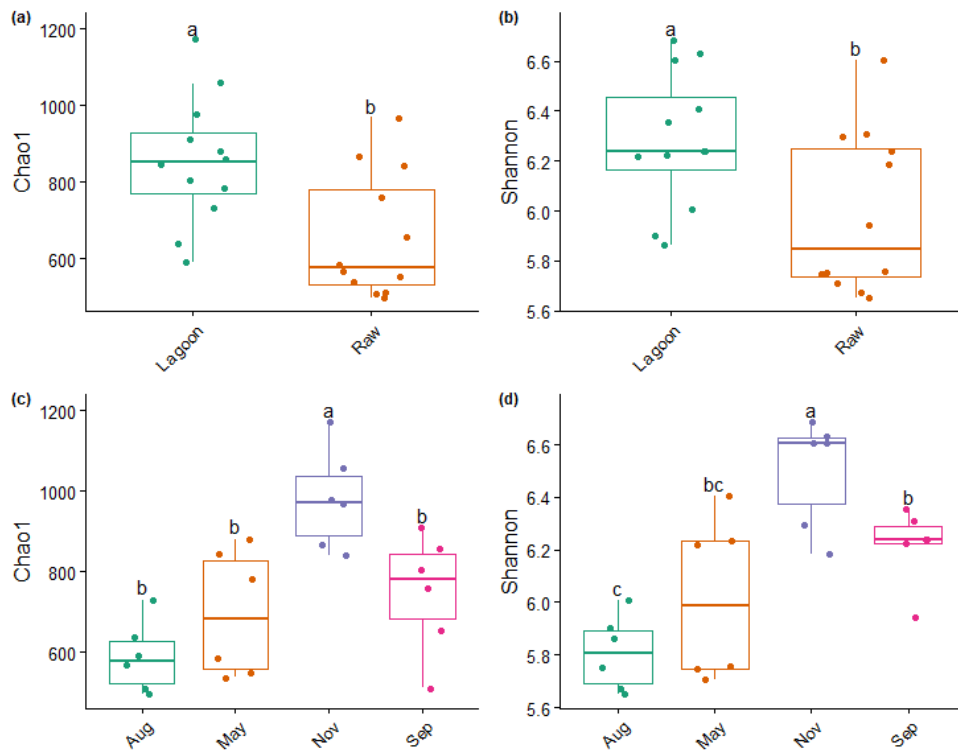 (a)
Chao1
1200
1000
800
600
a
b
Lagoon
Raw
(b)
Shannon
6.6
6.4
6.2
6.0
5.8
5.6
a
b
Lagoon
Raw
(c)
Chao1
1200
1000
800
600
b
b
a
b
Aug
May
Nov
Sep
(d)
Shannon
6.6
6.4
6.2
6.0
5.8
5.6
c
bc
a
b
Aug
May
Nov
Sep